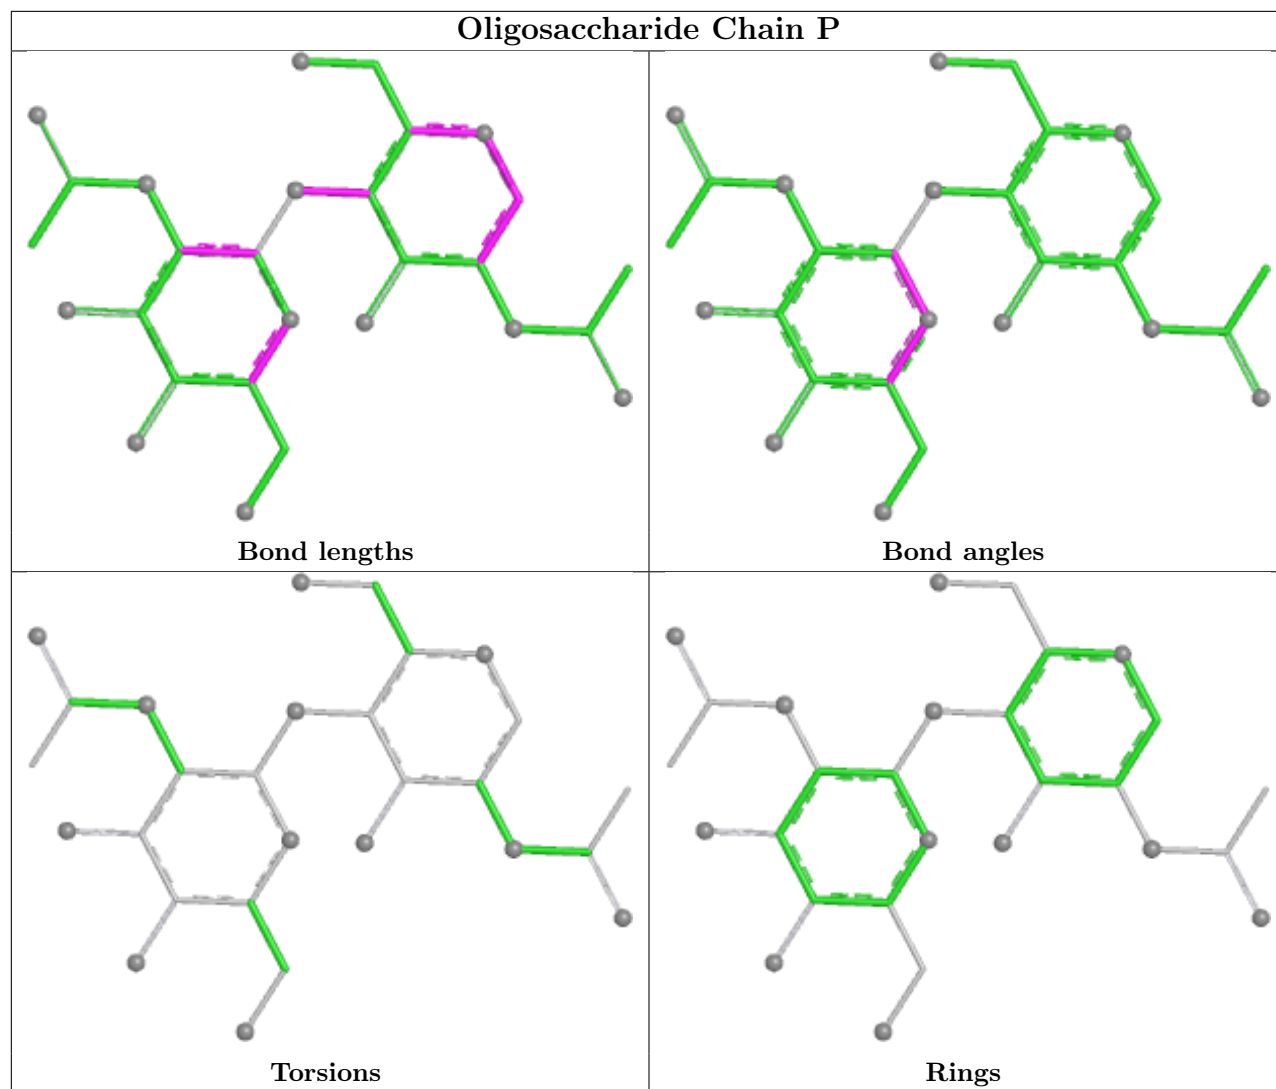 Oligosaccharide Chain P
Bond lengths
Bond angles
Torsions
Rings